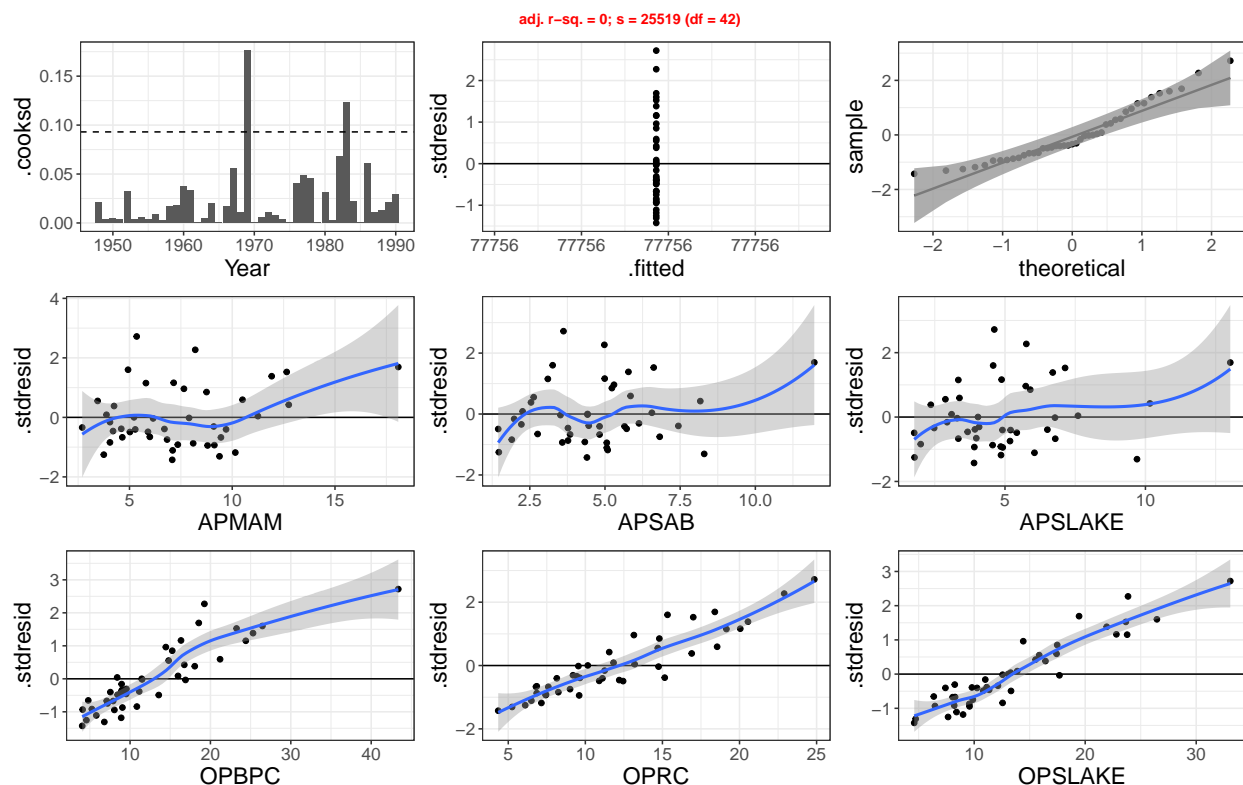 adj. r−sq. = 0; s = 25519 (df = 42)
.cooksd
0.15
0.10
0.05
0.00
1950 1960 1970 1980 1990
Year
.stdresid
2
1
0
−1
77756 77756 77756 77756
.fitted
sample
2
0
−2
−2 −1 0 1 2
theoretical
.stdresid
4
2
0
−2
5 10 15
APMAM
.stdresid
2
0
−2
2.5 5.0 7.5 10.0
APSAB
.stdresid
2
0
−2
5 10
APSLAKE
.stdresid
3
2
1
0
−1
10 20 30 40
OPBPC
.stdresid
2
0
−2
5 10 15 20 25
OPRC
.stdresid
3
2
1
0
−1
10 20 30
OPSLAKE